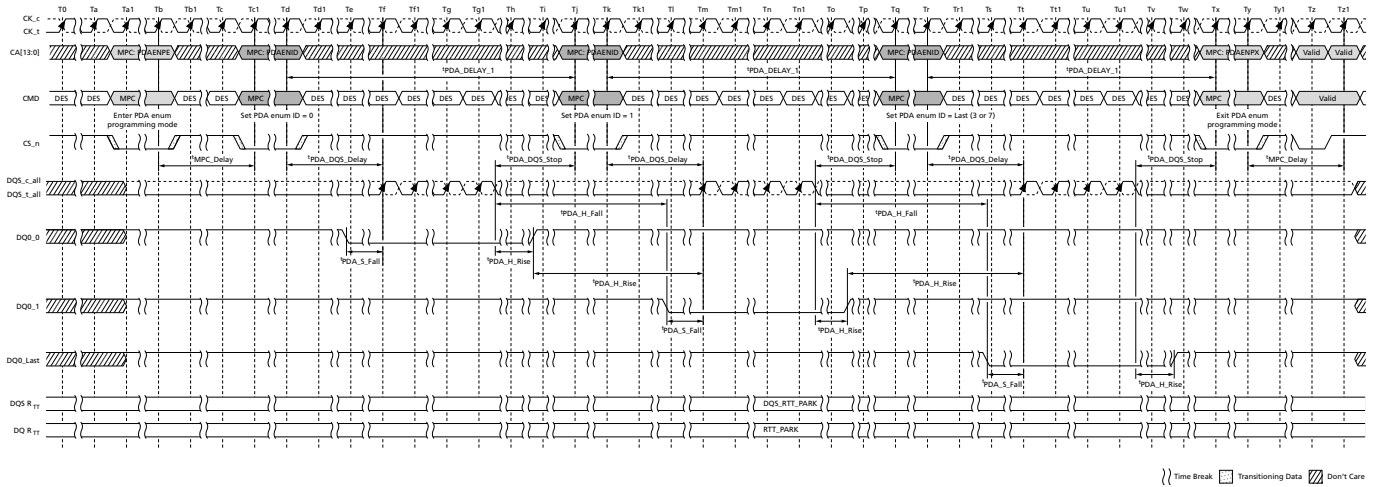 T0 Ta Ta1 Tb Tb1 Tc Tc1 Td Td1 Te Tf Tf1 Tg Tg1 Th Ti Tj Tk Tk1 Tl Tm Tm1 Tn Tn1 To Tp Tq Tr Tr1 Ts Tt Tt1 Tu Tu1 Tv Tw Tx Ty Ty1 Tz Tz1
CK_c
CK_t
CA[13:0] MPC: PDAENPE MPC: PDAENID MPC: PDAENID MPC: PDAENID MPC: PDAENPX Valid Valid
tPDA_DELAY_1 tPDA_DELAY_1 tPDA_DELAY_1
CMD DES DES MPC DES DES MPC DES DES DES DES DES DES DES DES MPC DES DES DES DES DES DES DES DES MPC DES DES DES DES DES DES DES DES MPC DES Valid
Enter PDA enum programming mode
Set PDA enum ID = 0
Set PDA enum ID = 1
Set PDA enum ID = Last (3 or 7)
Exit PDA enum programming mode
CS_n
tMPC_Delay tPDA_DQS_Delay tPDA_DQS_Stop tPDA_DQS_Delay tPDA_DQS_Stop tPDA_DQS_Delay tPDA_DQS_Stop tMPC_Delay
DQS_c_all
DQS_t_all
tPDA_H_Fall tPDA_H_Fall
DQ0_0
tPDA_S_Fall tPDA_H_Rise
tPDA_H_Rise tPDA_H_Rise
DQ0_1
tPDA_S_Fall tPDA_H_Rise
DQ0_Last
tPDA_S_Fall tPDA_H_Rise
DQS RTT DQS_RTT_PARK
DQ RTT RTT_PARK
Time Break Transitioning Data Don't Care